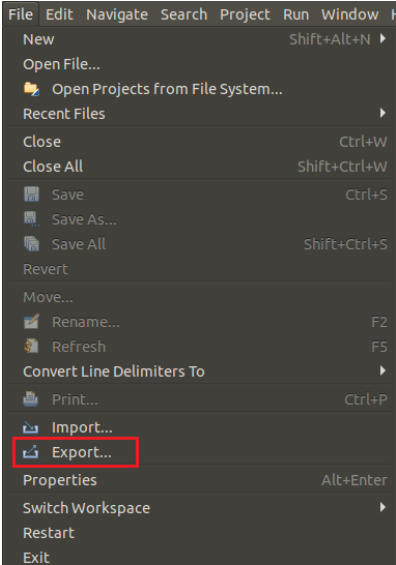 File Edit Navigate Search Project Run Window
New Shift+Alt+N
Open File...
Open Projects from File System...
Recent Files
Close Ctrl+W
Close All Shift+Ctrl+W
Save Ctrl+S
Save As...
Save All Shift+Ctrl+S
Revert
Move...
Rename... F2
Refresh F5
Convert Line Delimiters To
Print... Ctrl+P
Import...
Export...
Properties Alt+Enter
Switch Workspace
Restart
Exit